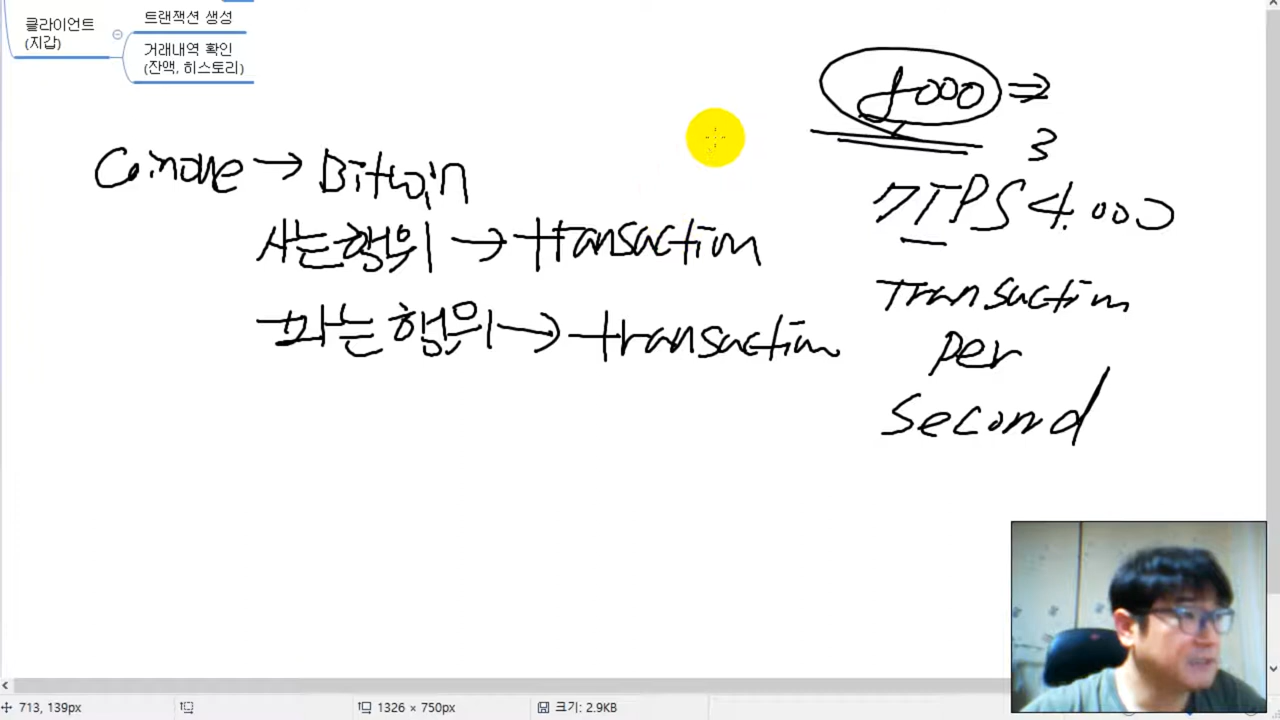 클라이언트
(지갑)
트랜잭션 생성
거래내역 확인
(잔액, 히스토리)
4000 ⇒
3
7TPS 4.000
Transaction
per
Second
Coinone → Bitcoin
사는행위 → transaction
파는행위 → transaction
713, 139px
1326 × 750px
크기: 2.9KB